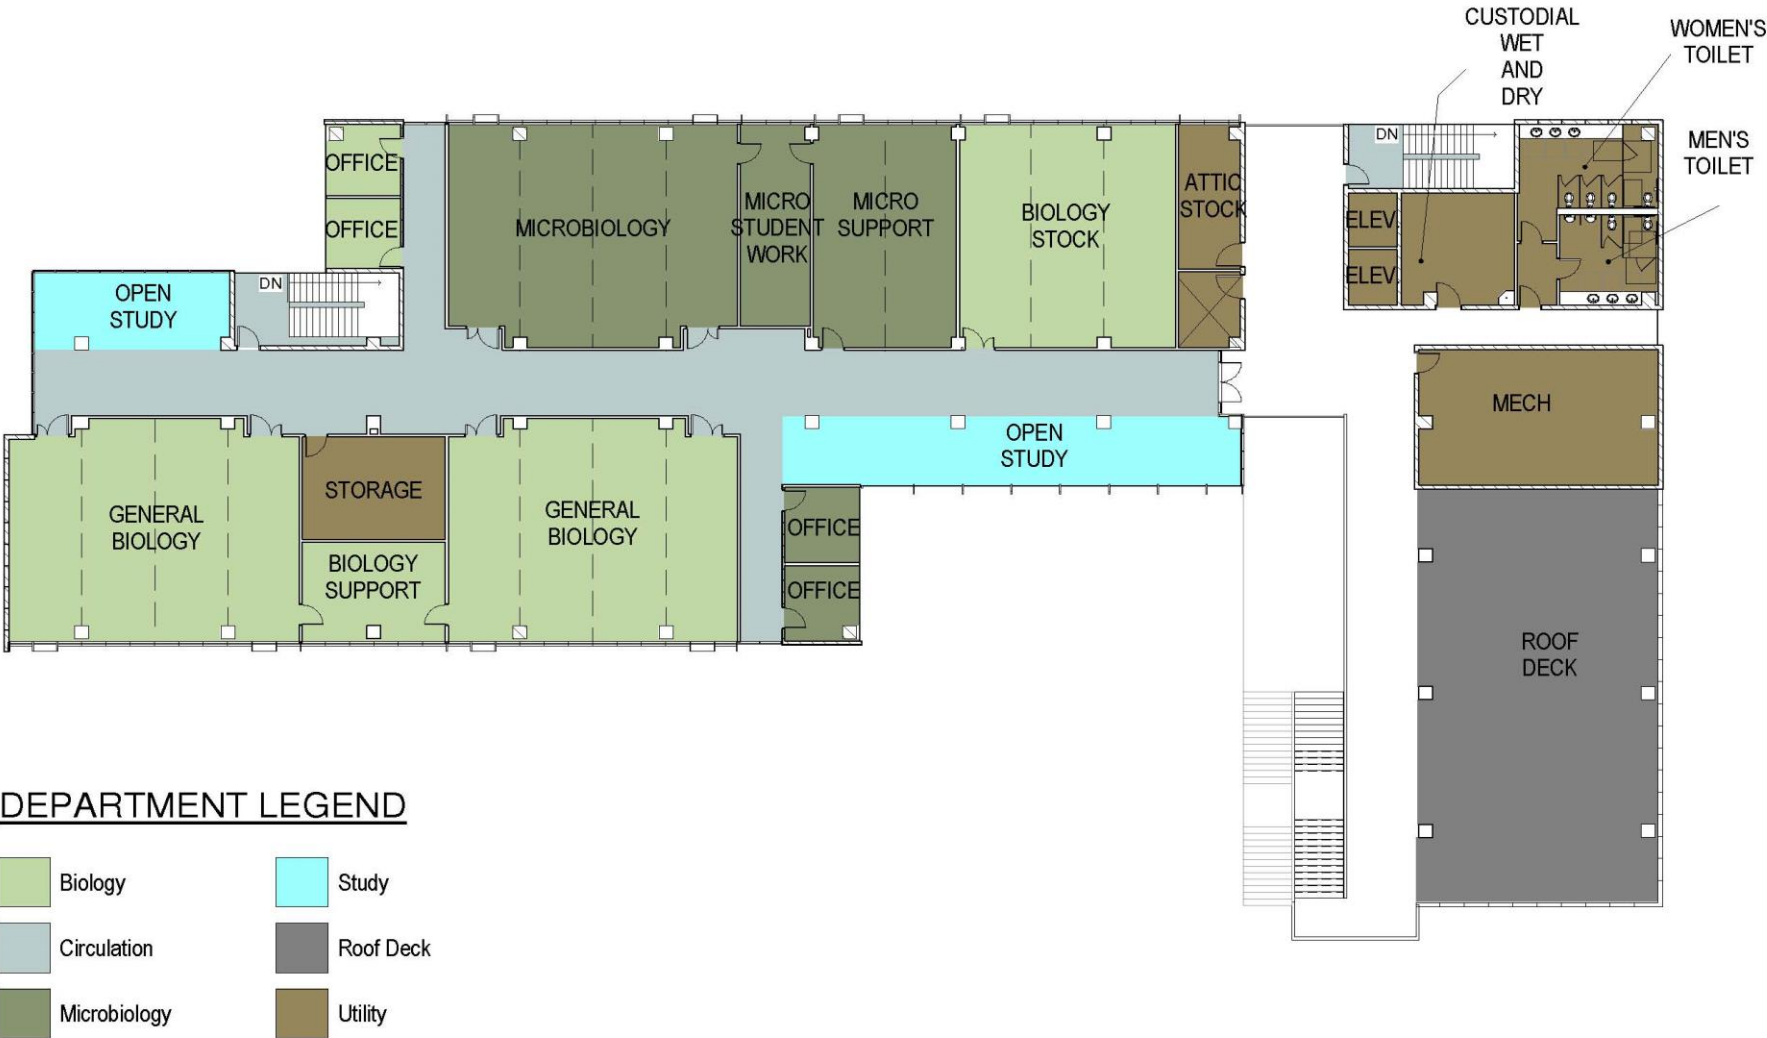 CUSTODIAL
WET
AND
DRY
WOMEN'S
TOILET
MEN'S
TOILET
DN
OFFICE
OFFICE
MICROBIOLOGY
MICRO
STUDENT
WORK
MICRO
SUPPORT
BIOLOGY
STOCK
ATTIC
STOCK
ELEV.
ELEV.
OPEN
STUDY
DN
MECH
OPEN
STUDY
GENERAL
BIOLOGY
STORAGE
BIOLOGY
SUPPORT
GENERAL
BIOLOGY
OFFICE
OFFICE
ROOF
DECK
DEPARTMENT LEGEND
Biology
Study
Circulation
Roof Deck
Microbiology
Utility